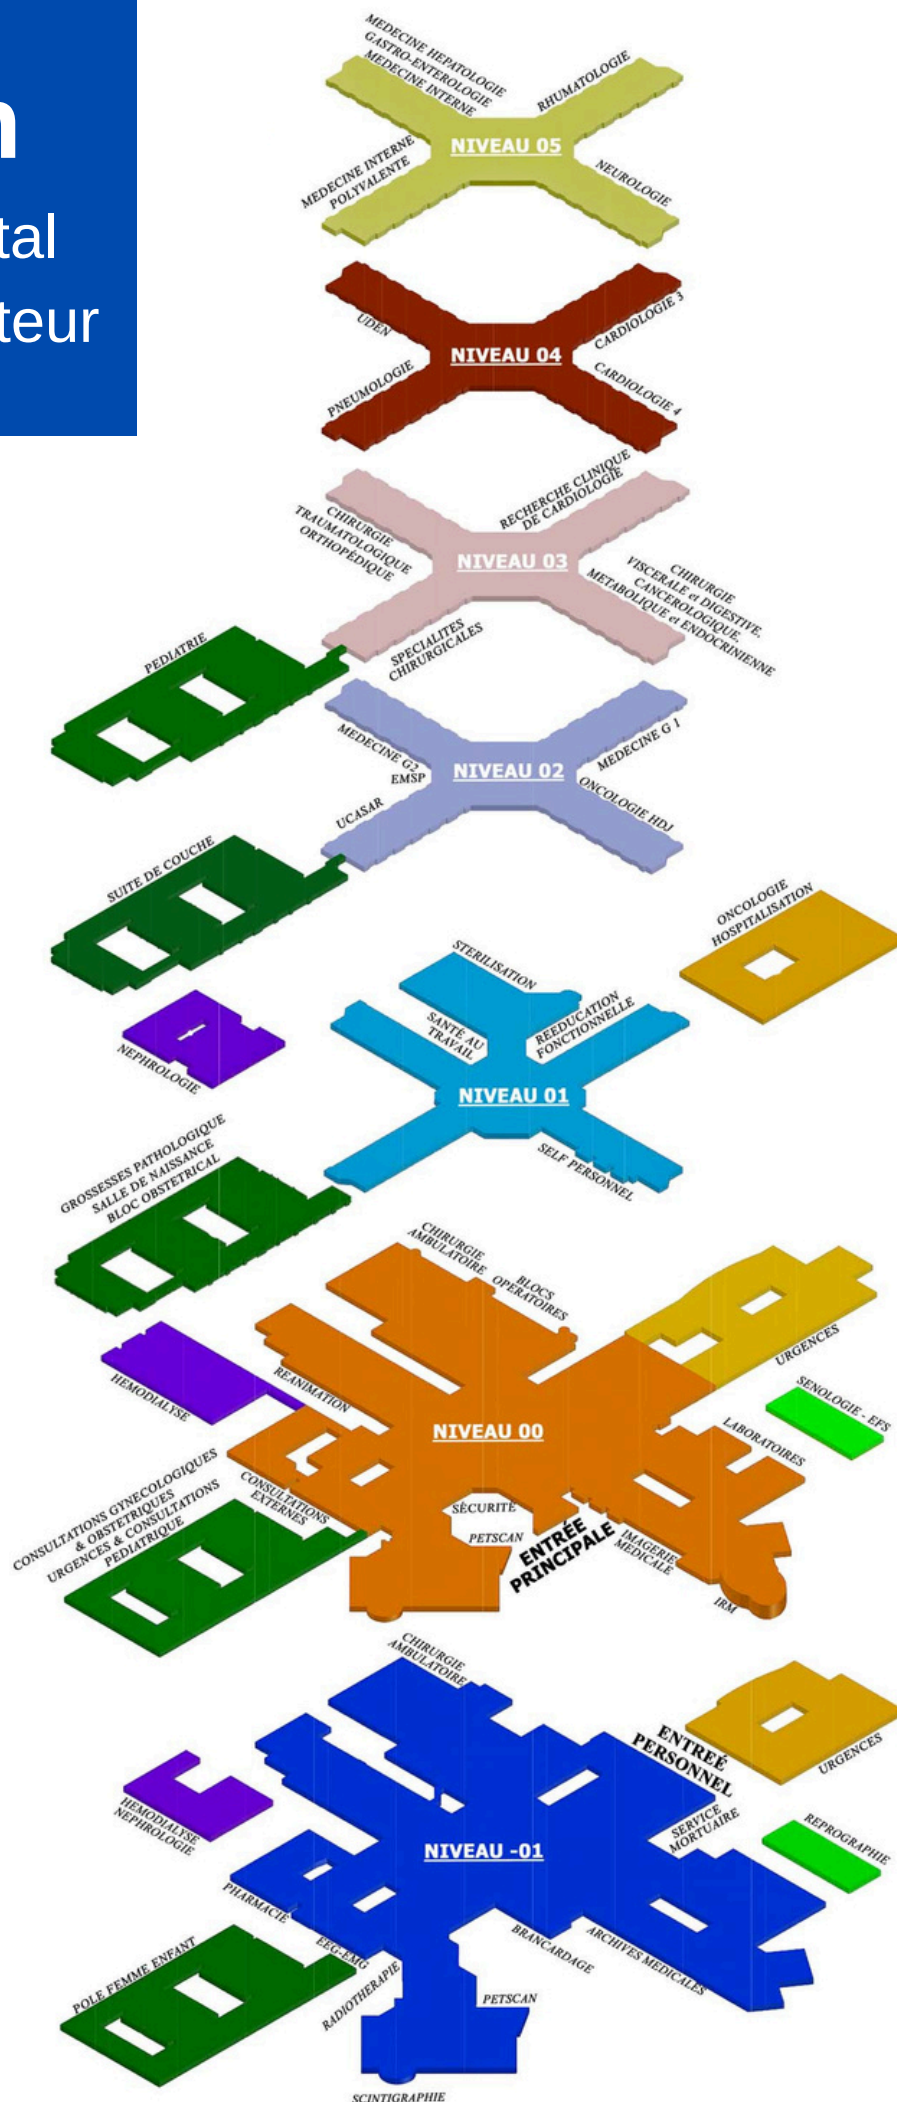 n
tal
teur
MEDECINE HEPATOLOGIE
GASTRO-ENTEROLOGIE
MEDECINE INTERNE
RHUMATOLOGIE
NIVEAU 05
MEDECINE INTERNE
POLYVALENTE
NEUROLOGIE
UDEN
CARDIOLOGIE 3
NIVEAU 04
PNEUMOLOGIE
CARDIOLOGIE 4
RECHERCHE CLINIQUE
DE CARDIOLOGIE
CHIRURGIE
TRAUMATOLOGIQUE
ORTHOPÉDIQUE
NIVEAU 03
CHIRURGIE
VISCERALE et DIGESTIVE,
CANCEROLOGIQUE,
METABOLIQUE et ENDOCRINIENNE
SPECIALITES
CHIRURGICALES
PEDIATRIE
MEDECINE G2
EMSP
NIVEAU 02
MEDECINE G 1
UCASAR
ONCOLOGIE HDJ
SUITE DE COUCHE
ONCOLOGIE
HOSPITALISATION
STERILISATION
SANTÉ AU
TRAVAIL
REEDUCATION
FONCTIONNELLE
NEPHROLOGIE
NIVEAU 01
SELF PERSONNEL
GROSSESSES PATHOLOGIQUE
SALLE DE NAISSANCE
BLOC OBSTETRICAL
CHIRURGIE
AMBULATOIRE
BLOCS
OPERATOIRES
URGENCES
HEMODIALYSE
REANIMATION
SENOLOGIE - EFS
NIVEAU 00
LABORATOIRES
CONSULTATIONS GYNECOLOGIQUES
& OBSTETRIQUES
URGENCES & CONSULTATIONS
PEDIATRIQUE
CONSULTATIONS
EXTERNES
SÉCURITÉ
PETSCAN
ENTRÉE
PRINCIPALE
IMAGERIE
MEDICALE
IRM
CHIRURGIE
AMBULATOIRE
ENTREÉ
PERSONNEL
URGENCES
HEMODIALYSE
NEPHROLOGIE
SERVICE
MORTUAIRE
REPROGRAPHIE
NIVEAU -01
PHARMACIE
EEG-EMG
BRANCARDAGE
ARCHIVES MEDICALES
POLE FEMME ENFANT
RADIOTHERAPIE
PETSCAN
SCINTIGRAPHIE